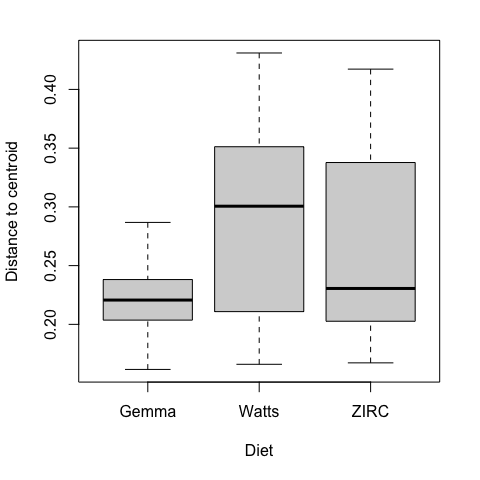 Distance to centroid
0.40
0.35
0.30
0.25
0.20
Gemma Watts ZIRC
Diet